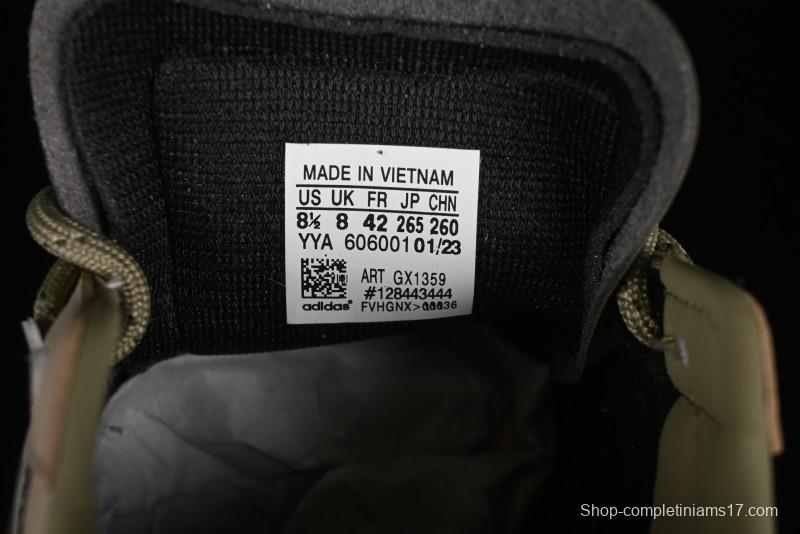 MADE IN VIETNAM
US UK FR JP CHN
8½ 8 42 265 260
YYA 606001 01/23
ART GX1359
#128443444
adidas® FVHGNX>
Shop-completiniams17.com